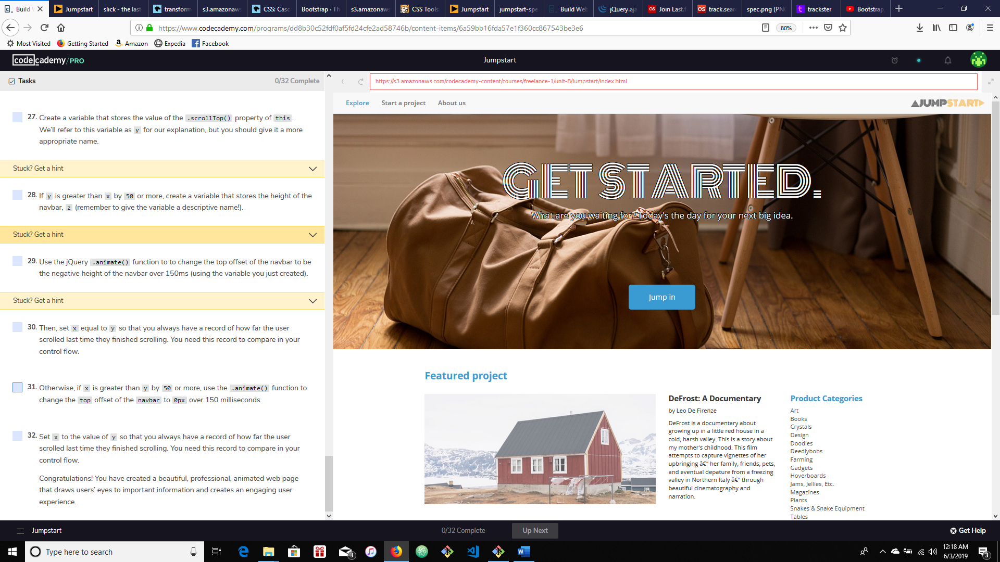 Build W
Jumpstart
slick - the last
transform
s3.amazonaws
CSS: Casc
Bootstrap · Th
s3.amazonaws
CSS Tools:
Jumpstart
jumpstart-spe
Build Web
jQuery.aja
Join Last.f
track.sear
spec.png (PN
trackster
Bootstrap
https://www.codecademy.com/programs/dd8b30c52fdf0af5fd24cfe2ad58746b/content-items/6a59bb16fda57e1f360cc867543be3e6
80%
Most Visited
Getting Started
Amazon
Expedia
Facebook
codecademy/PRO
Jumpstart
Tasks
0/32 Complete
27. Create a variable that stores the value of the .scrollTop() property of this.
We'll refer to this variable as y for our explanation, but you should give it a more
appropriate name.
Stuck? Get a hint
28. If y is greater than x by 50 or more, create a variable that stores the height of the
navbar, z (remember to give the variable a descriptive name!).
Stuck? Get a hint
29. Use the jQuery .animate() function to to change the top offset of the navbar to be
the negative height of the navbar over 150ms (using the variable you just created).
Stuck? Get a hint
30. Then, set x equal to y so that you always have a record of how far the user
scrolled last time they finished scrolling. You need this record to compare in your
control flow.
31. Otherwise, if x is greater than y by 50 or more, use the .animate() function to
change the top offset of the navbar to 0px over 150 milliseconds.
32. Set x to the value of y so that you always have a record of how far the user
scrolled last time they finished scrolling. You need this record to compare in your
control flow.
Congratulations! You have created a beautiful, professional, animated web page
that draws users' eyes to important information and creates an engaging user
experience.
https://s3.amazonaws.com/codecademy-content/courses/freelance-1/unit-8/Jumpstart/index.html
Explore
Start a project
About us
JUMPSTART
GET STARTED.
What are you waiting for? Today's the day for your next big idea.
Jump in
Featured project
DeFrost: A Documentary
by Leo De Firenze
DeFrost is a documentary about
growing up in a little red house in a
cold, harsh valley. This is a story about
my mother's childhood. This film
attempts to capture vignettes of her
upbringing â€” her family, friends, pets,
and eventual depature from a freezing
valley in Northern Italy â€” through
beautiful cinematography and
narration.
Product Categories
Art
Books
Crystals
Design
Doodles
Deedlybobs
Farming
Gadgets
Hoverboards
Jams, Jellies, Etc.
Magazines
Plants
Snakes & Snake Equipment
Tables
Jumpstart
0/32 Complete
Up Next
Get Help
Type here to search
3
12:18 AM
6/3/2019
3